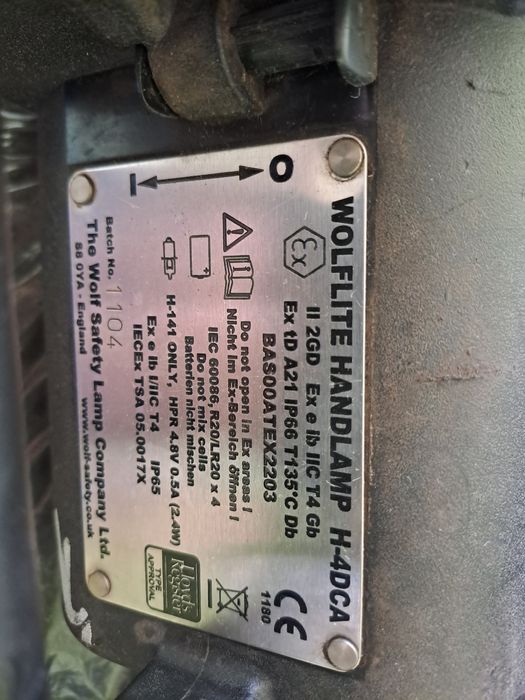 WOLFLITE HANDLAMP H-4DCA
Ex
II 2GD Ex e ib IIC T4 Gb
Ex tD A21 IP66 T135°C Db
BAS00ATEX2203
CE
1180
O
I
Do not open in Ex areas !
Nicht im Ex-Bereich öffnen !
IEC 60086, R20/LR20 x 4
Do not mix cells
Batterien nicht mischen
H-141 ONLY, HPR 4.8V 0.5A (2.4W)
Ex e ib I/IIC T4 IP65
IECEx TSA 05.0017X
Lloyd's
Register
TYPE
APPROVAL
Batch No. 1104
The Wolf Safety Lamp Company Ltd.
S8 0YA - England www.wolf-safety.co.uk